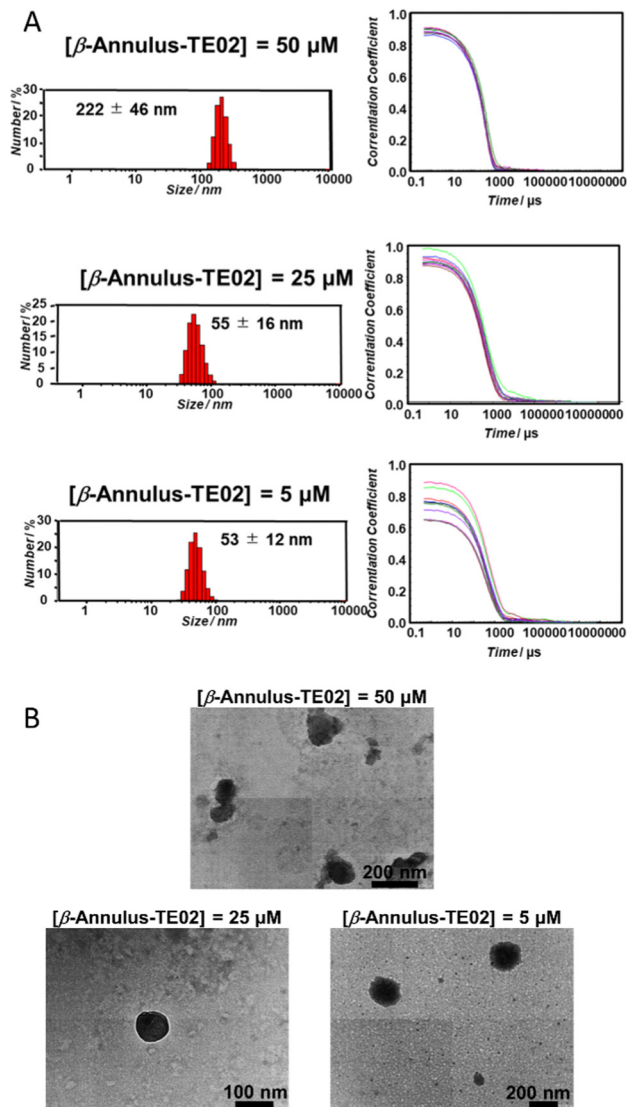 A
[β-Annulus-TE02] = 50 μM
222 ± 46 nm
Number/ %
30
20
10
0
1 10 100 1000 10000
Size/ nm
Correntlation Coefficient
1.0
0.8
0.6
0.4
0.2
0.0
0.1 10 1000 100000 10000000
Time/ μs
[β-Annulus-TE02] = 25 μM
55 ± 16 nm
Number/ %
25
20
15
10
5
0
1 10 100 1000 10000
Size/ nm
Correntlation Coefficient
1.0
0.8
0.6
0.4
0.2
0.0
0.1 10 1000 100000 10000000
Time/ μs
[β-Annulus-TE02] = 5 μM
53 ± 12 nm
Number/ %
30
20
10
0
1 10 100 1000 10000
Size/ nm
Correntlation Coefficient
1.0
0.8
0.6
0.4
0.2
0.0
0.1 10 1000 100000 10000000
Time/ μs
B
[β-Annulus-TE02] = 50 μM
200 nm
[β-Annulus-TE02] = 25 μM
100 nm
[β-Annulus-TE02] = 5 μM
200 nm